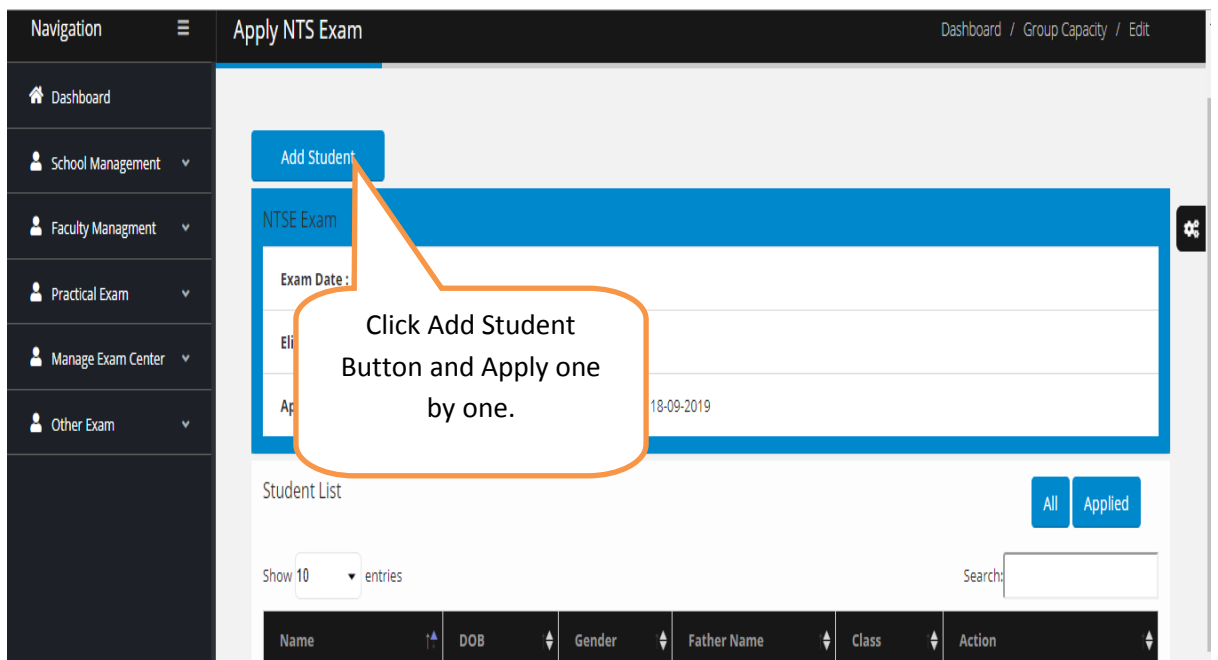 Navigation
Apply NTS Exam
Dashboard / Group Capacity / Edit
Dashboard
School Management
Faculty Managment
Practical Exam
Manage Exam Center
Other Exam
Add Student
NTSE Exam
Exam Date :
Click Add Student
Button and Apply one
by one.
18-09-2019
Student List
All
Applied
Show 10 entries
Search:
Name DOB Gender Father Name Class Action